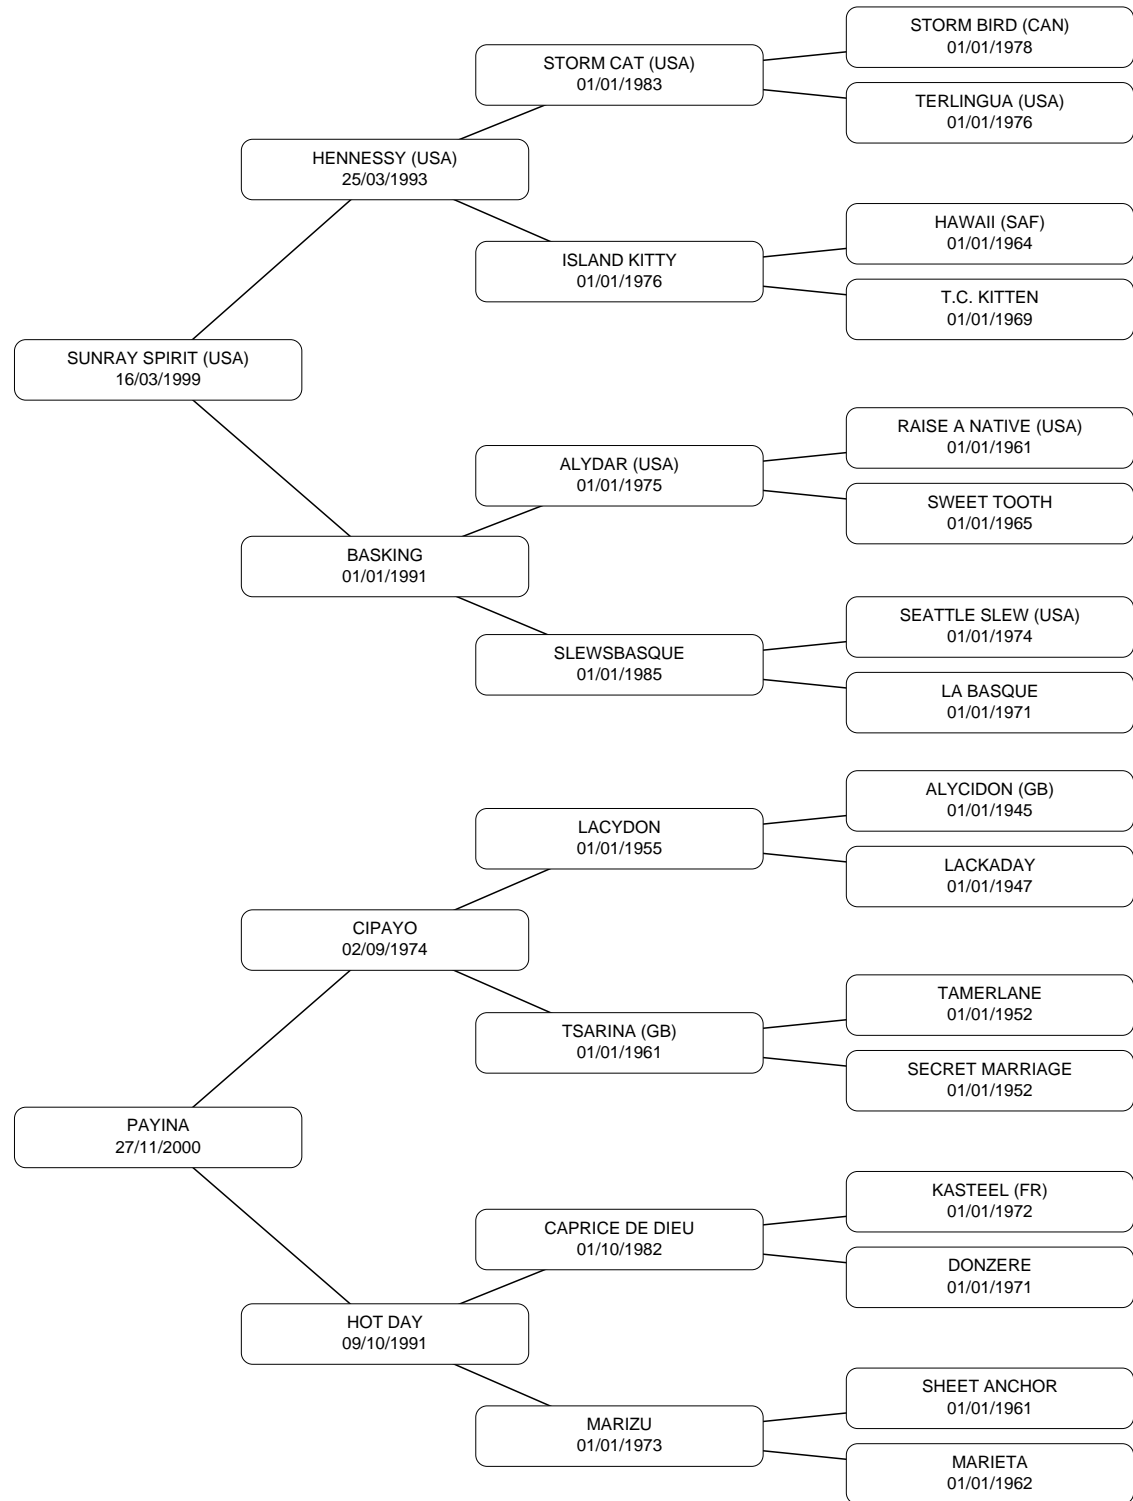 STORM BIRD (CAN)
01/01/1978
STORM CAT (USA)
01/01/1983
TERLINGUA (USA)
01/01/1976
HENNESSY (USA)
25/03/1993
HAWAII (SAF)
01/01/1964
ISLAND KITTY
01/01/1976
T.C. KITTEN
01/01/1969
SUNRAY SPIRIT (USA)
16/03/1999
RAISE A NATIVE (USA)
01/01/1961
ALYDAR (USA)
01/01/1975
SWEET TOOTH
01/01/1965
BASKING
01/01/1991
SEATTLE SLEW (USA)
01/01/1974
SLEWSBASQUE
01/01/1985
LA BASQUE
01/01/1971
ALYCIDON (GB)
01/01/1945
LACYDON
01/01/1955
LACKADAY
01/01/1947
CIPAYO
02/09/1974
TAMERLANE
01/01/1952
TSARINA (GB)
01/01/1961
SECRET MARRIAGE
01/01/1952
PAYINA
27/11/2000
KASTEEL (FR)
01/01/1972
CAPRICE DE DIEU
01/10/1982
DONZERE
01/01/1971
HOT DAY
09/10/1991
SHEET ANCHOR
01/01/1961
MARIZU
01/01/1973
MARIETA
01/01/1962